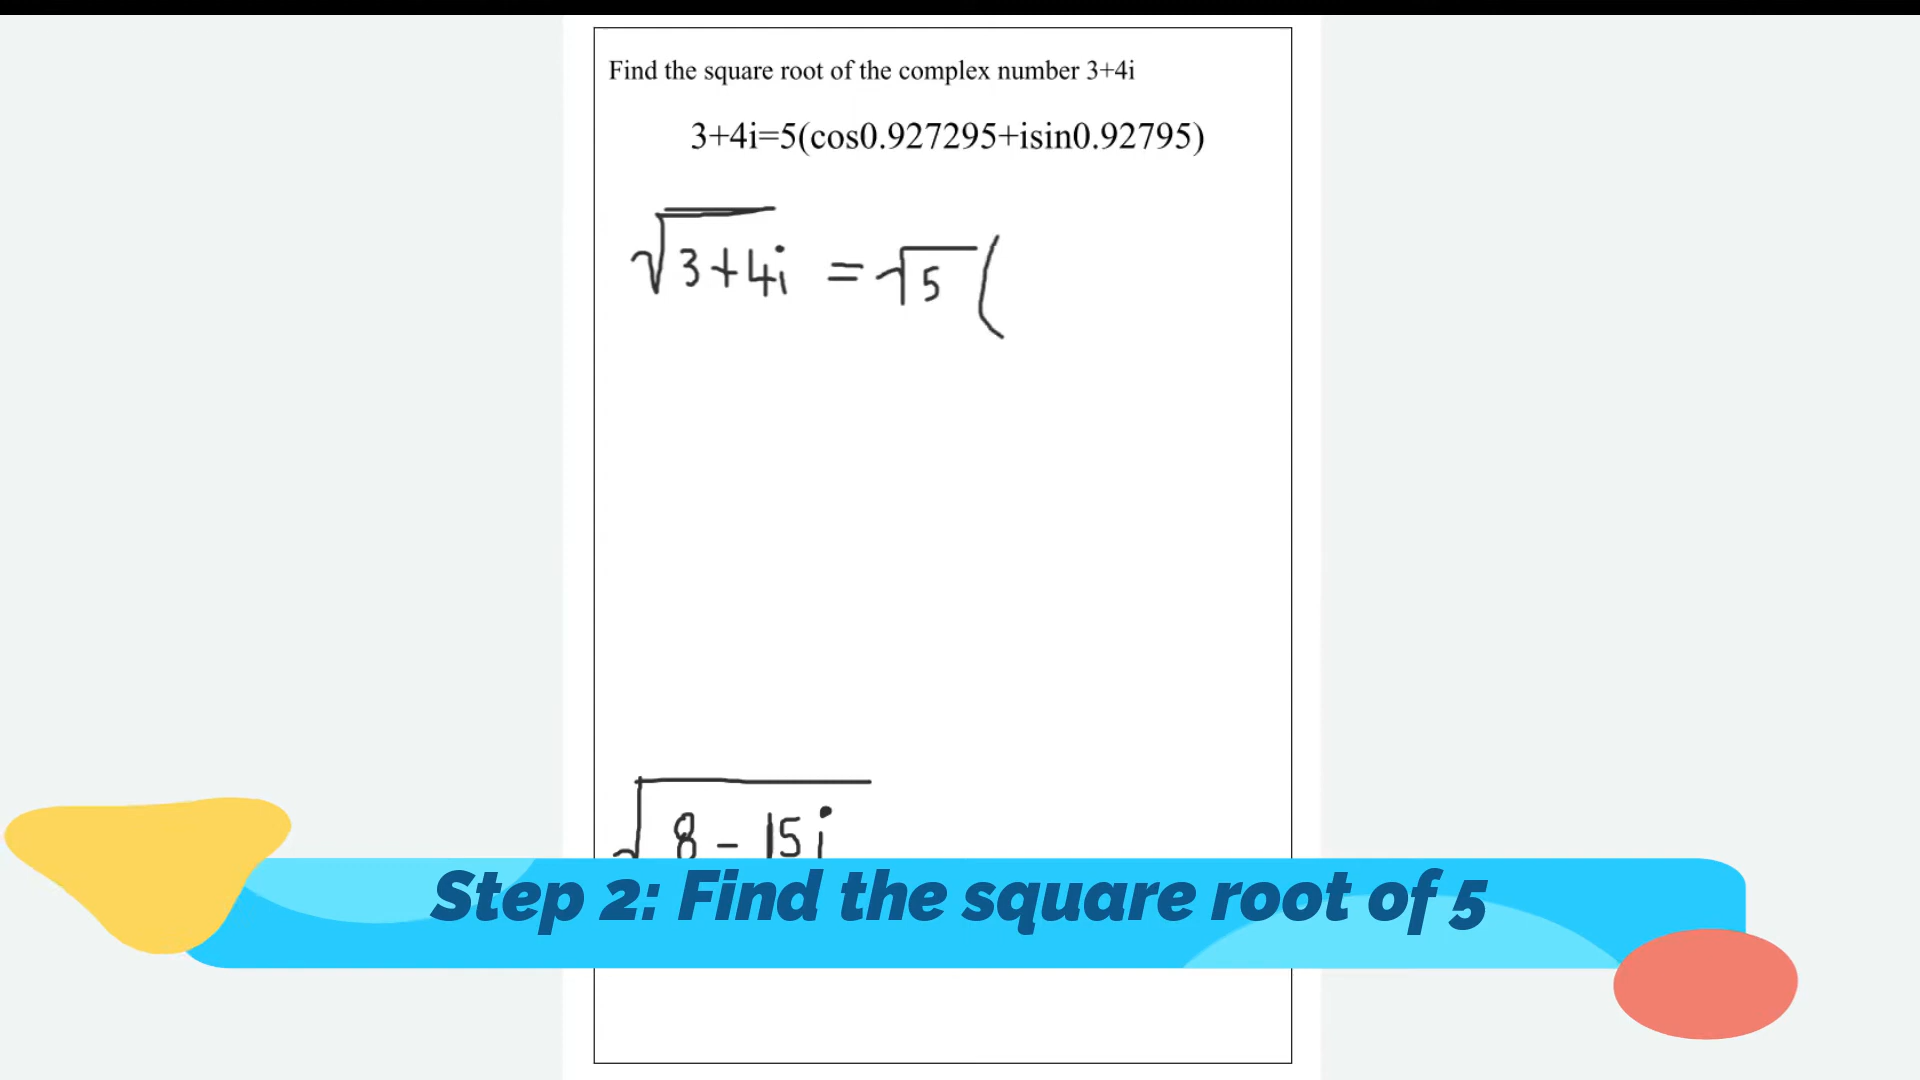 Find the square root of the complex number 3+4i
3+4i=5(cos0.927295+isin0.92795)
√3+4i = √5 (
√8 - 15i
Step 2: Find the square root of 5